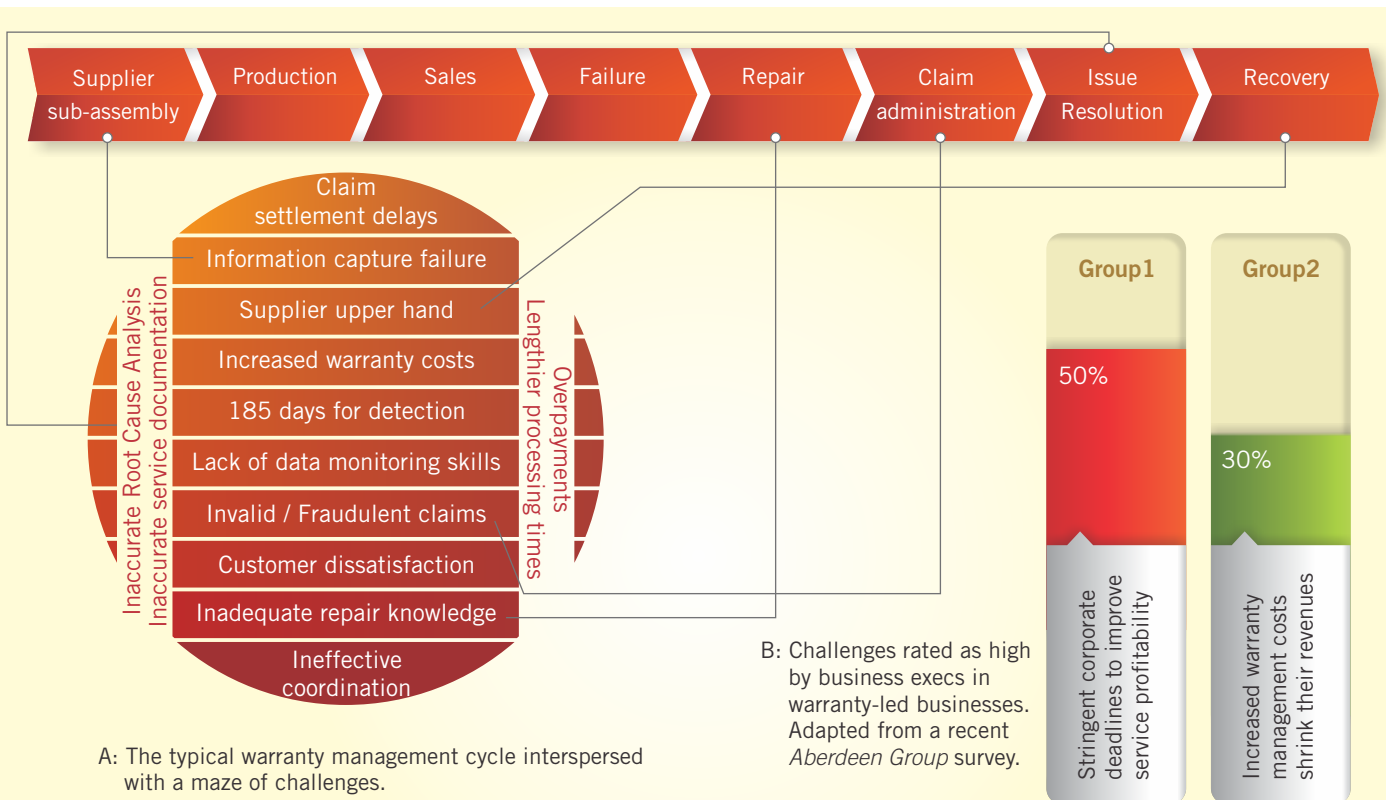 Supplier
sub-assembly
Production
Sales
Failure
Repair
Claim
administration
Issue
Resolution
Recovery
Claim
settlement delays
Information capture failure
Supplier upper hand
Increased warranty costs
185 days for detection
Lack of data monitoring skills
Invalid / Fraudulent claims
Customer dissatisfaction
Inadequate repair knowledge
Ineffective
coordination
Inaccurate Root Cause Analysis
Inaccurate service documentation
Overpayments
Lengthier processing times
A: The typical warranty management cycle interspersed
with a maze of challenges.
B: Challenges rated as high
by business execs in
warranty-led businesses.
Adapted from a recent
Aberdeen Group survey.
Group1
50%
Stringent corporate
deadlines to improve
service profitability
Group2
30%
Increased warranty
management costs
shrink their revenues